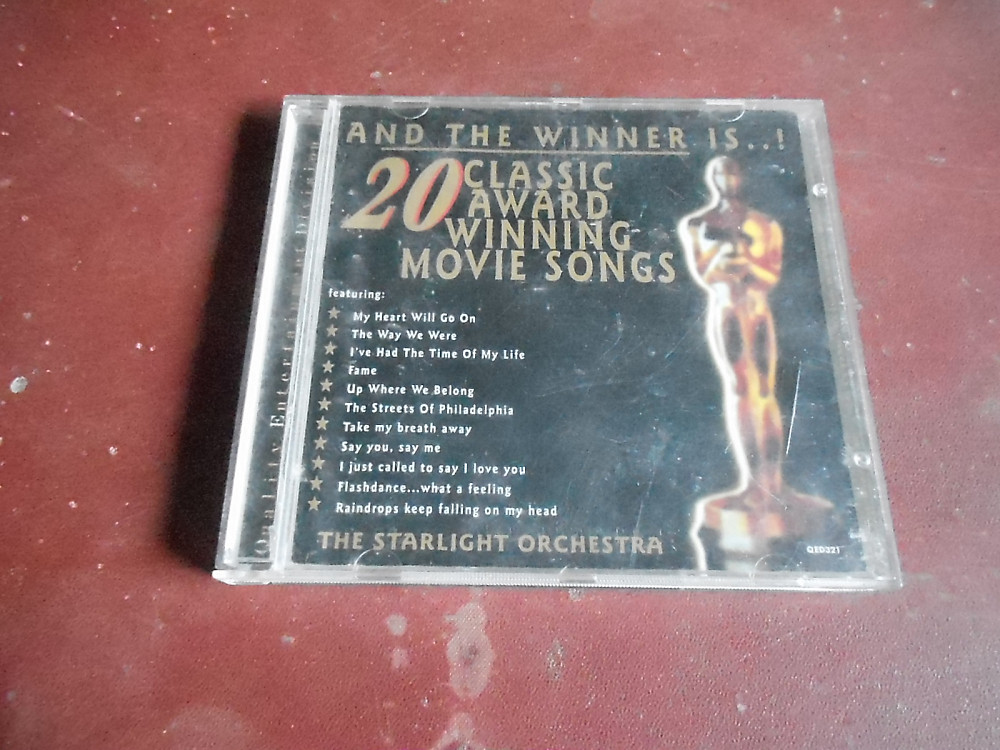 AND THE WINNER IS..!
20 CLASSIC
AWARD
WINNING
MOVIE SONGS
featuring:
My Heart Will Go On
The Way We Were
I've Had The Time Of My Life
Fame
Up Where We Belong
The Streets Of Philadelphia
Take my breath away
Say you, say me
I just called to say I love you
Flashdance...what a feeling
Raindrops keep falling on my head
THE STARLIGHT ORCHESTRA
QED321
Quality Entertainment Division